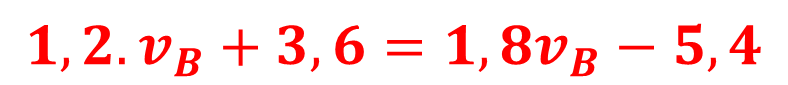 1,2. v_B + 3,6 = 1,8v_B − 5,4